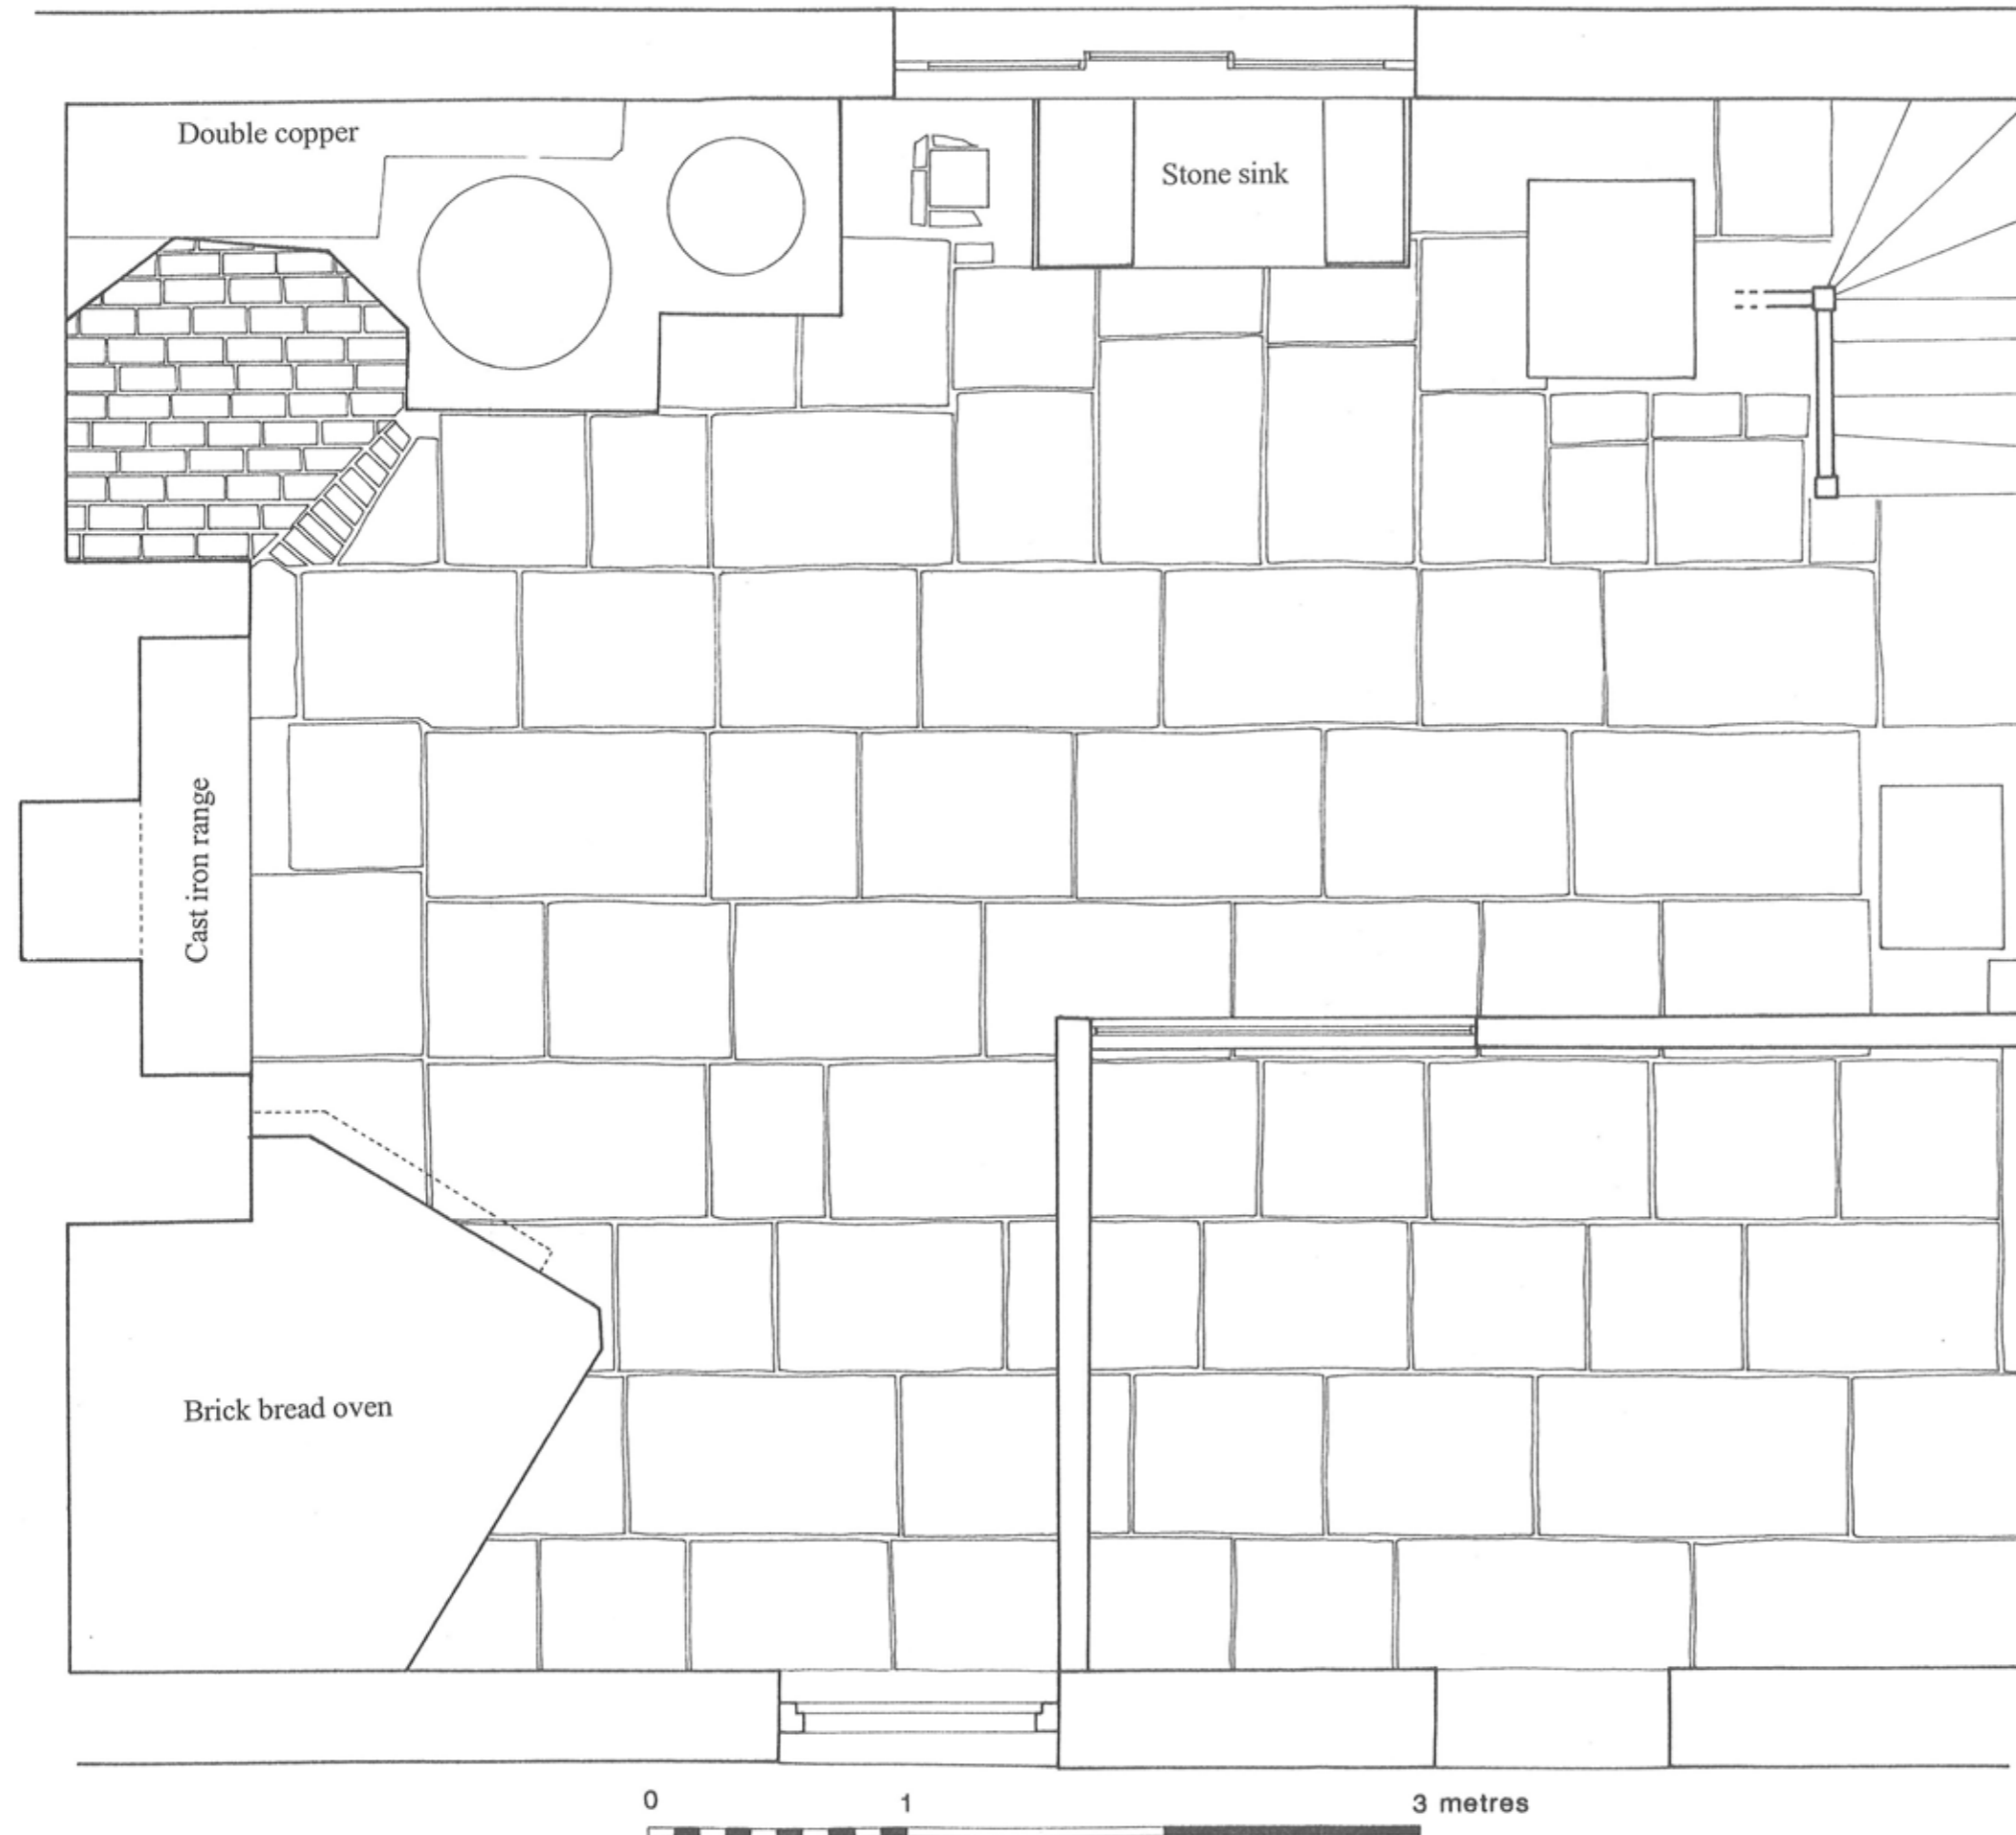 Double copper
Stone sink
Cast iron range
Brick bread oven
0 1 3 metres